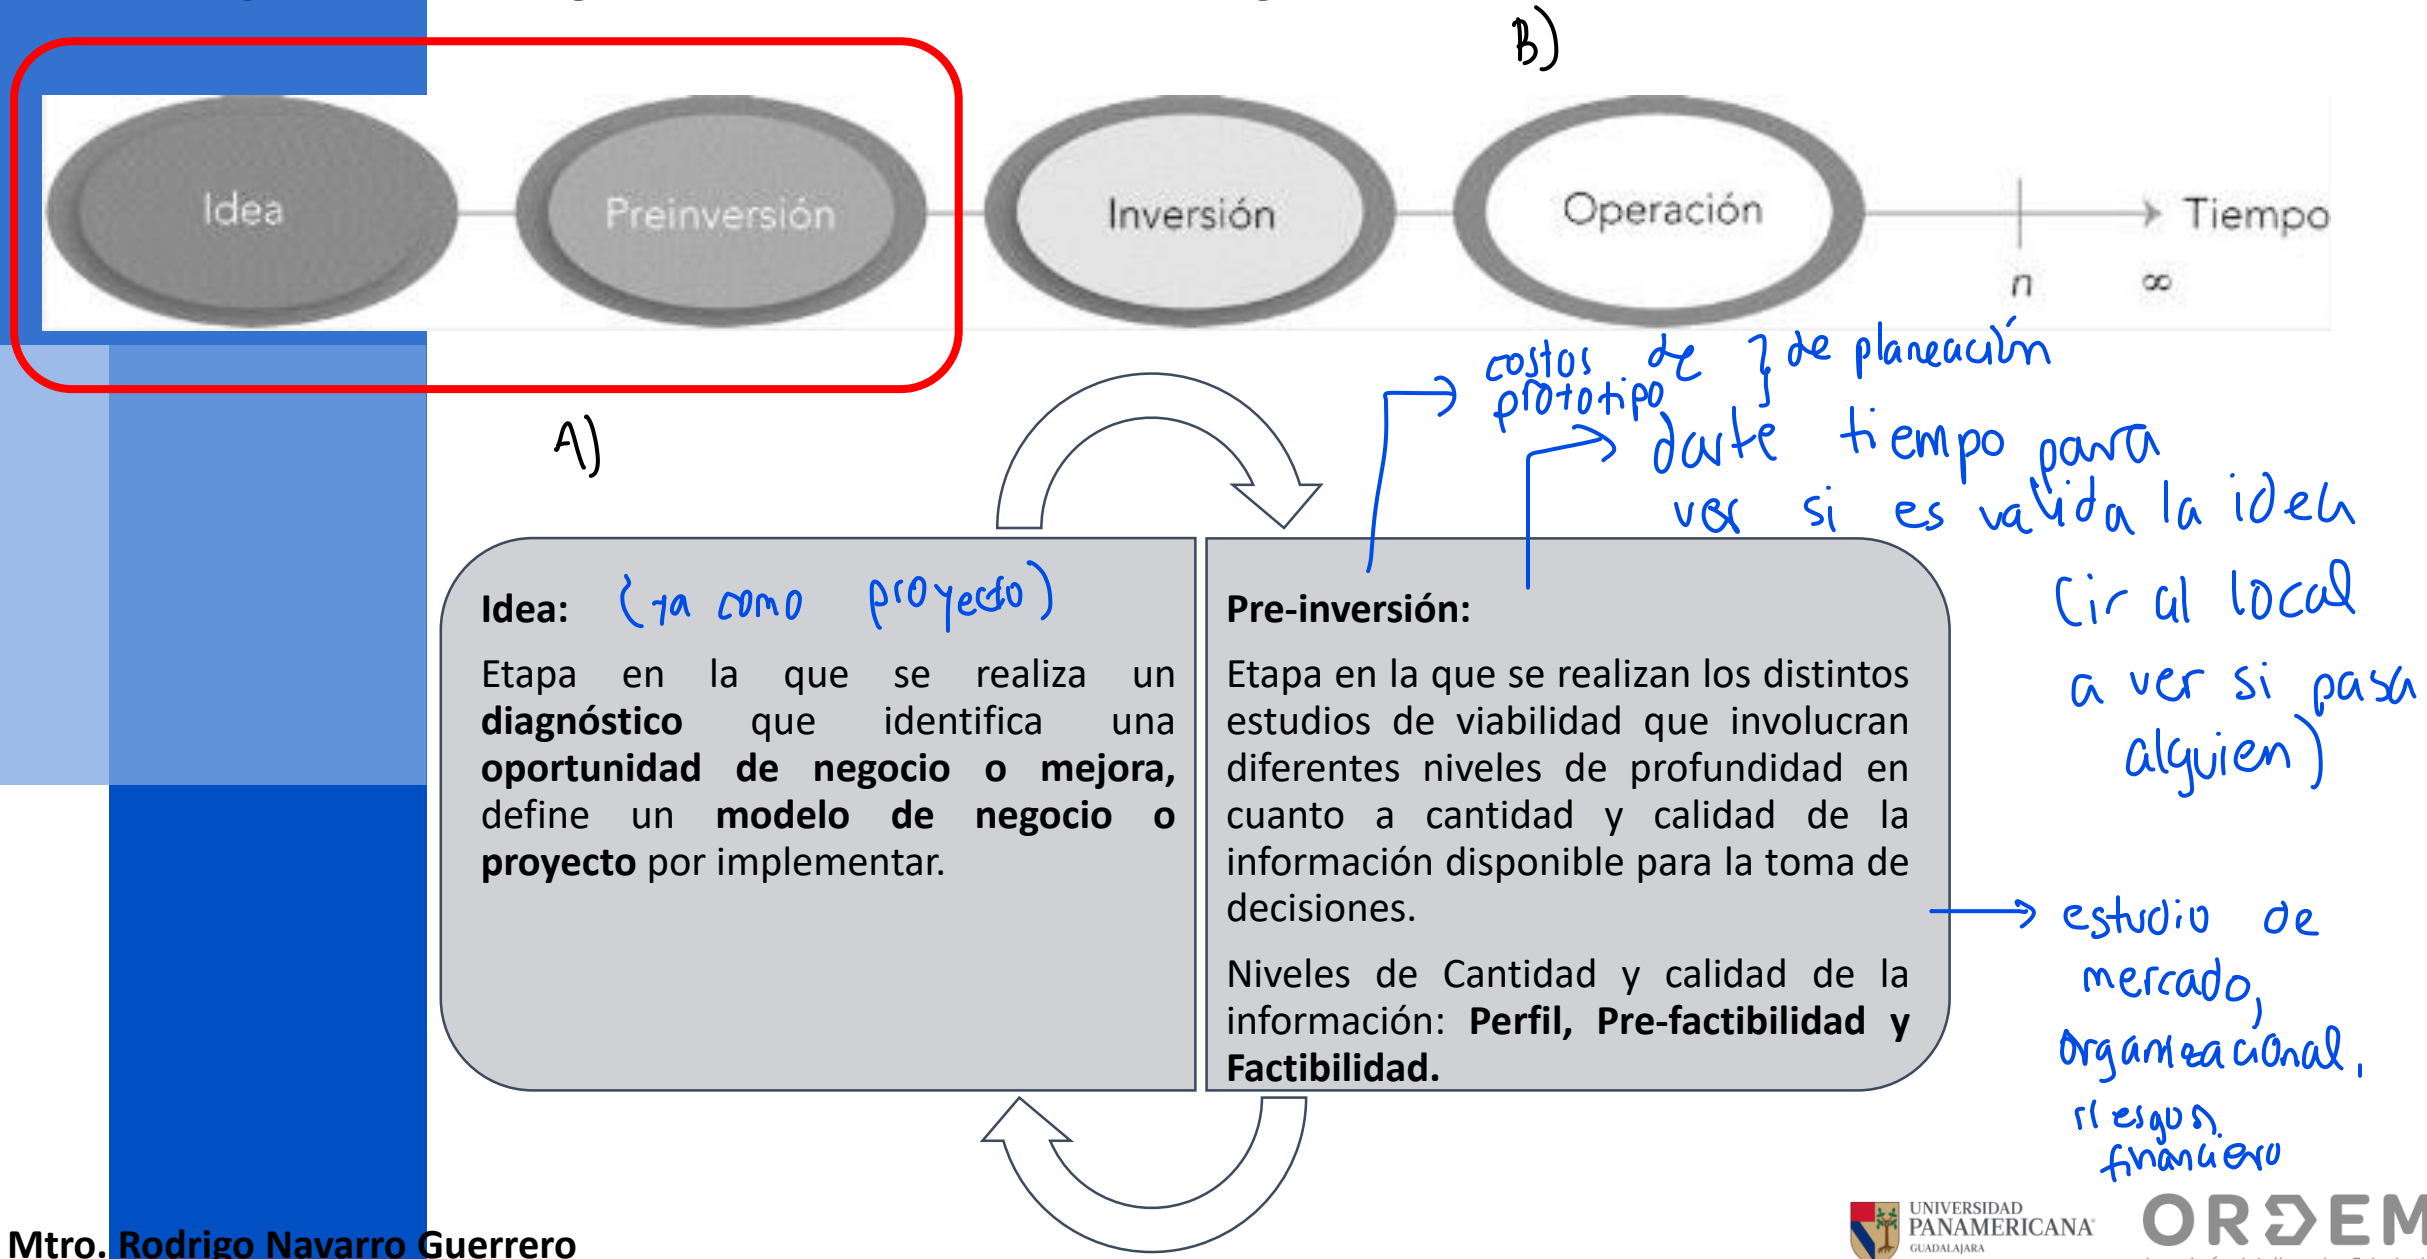 B)
Idea
Preinversión
Inversión
Operación
Tiempo
n
∞
A)
costos de } de planeación
prototipo
darte tiempo para
ver si es valida la idea
(ir al local
a ver si pasa
alguien)
Idea: (ya como proyecto)
Etapa en la que se realiza un
diagnóstico que identifica una
oportunidad de negocio o mejora,
define un modelo de negocio o
proyecto por implementar.
Pre-inversión:
Etapa en la que se realizan los distintos
estudios de viabilidad que involucran
diferentes niveles de profundidad en
cuanto a cantidad y calidad de la
información disponible para la toma de
decisiones.
Niveles de Cantidad y calidad de la
información: Perfil, Pre-factibilidad y
Factibilidad.
estudio de
mercado,
organizacional,
riesgos,
financiero
Mtro. Rodrigo Navarro Guerrero
UNIVERSIDAD
PANAMERICANA
GUADALAJARA
ORDEM